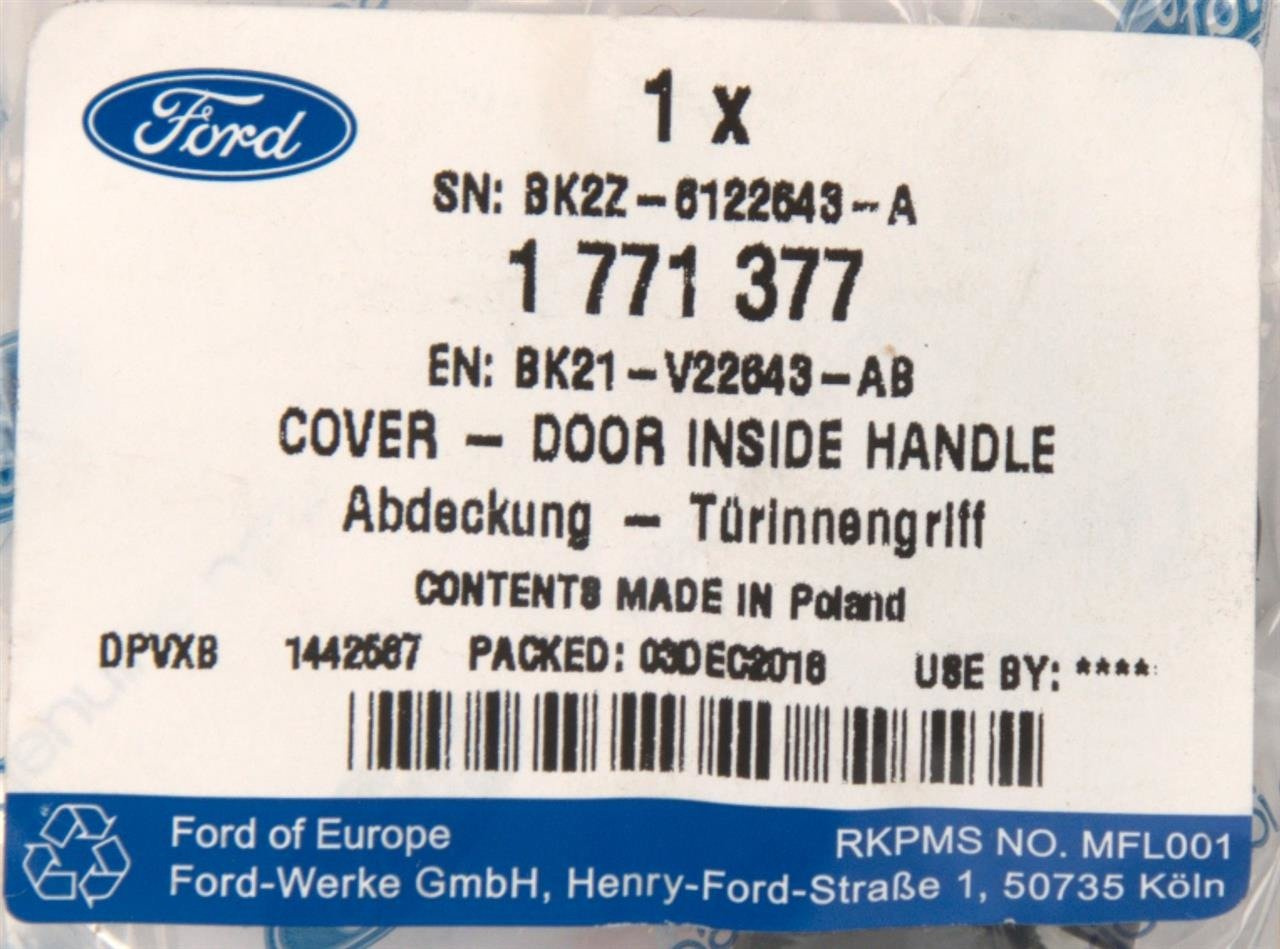 Ford
1 x
SN: BK2Z-6122643-A
1 771 377
EN: BK21-V22643-AB
COVER - DOOR INSIDE HANDLE
Abdeckung - Türinnengriff
CONTENTS MADE IN Poland
DPVXB 1442567 PACKED: 03DEC2016 USE BY: ****
Ford of Europe
RKPMS NO. MFL001
Ford-Werke GmbH, Henry-Ford-Straße 1, 50735 Köln